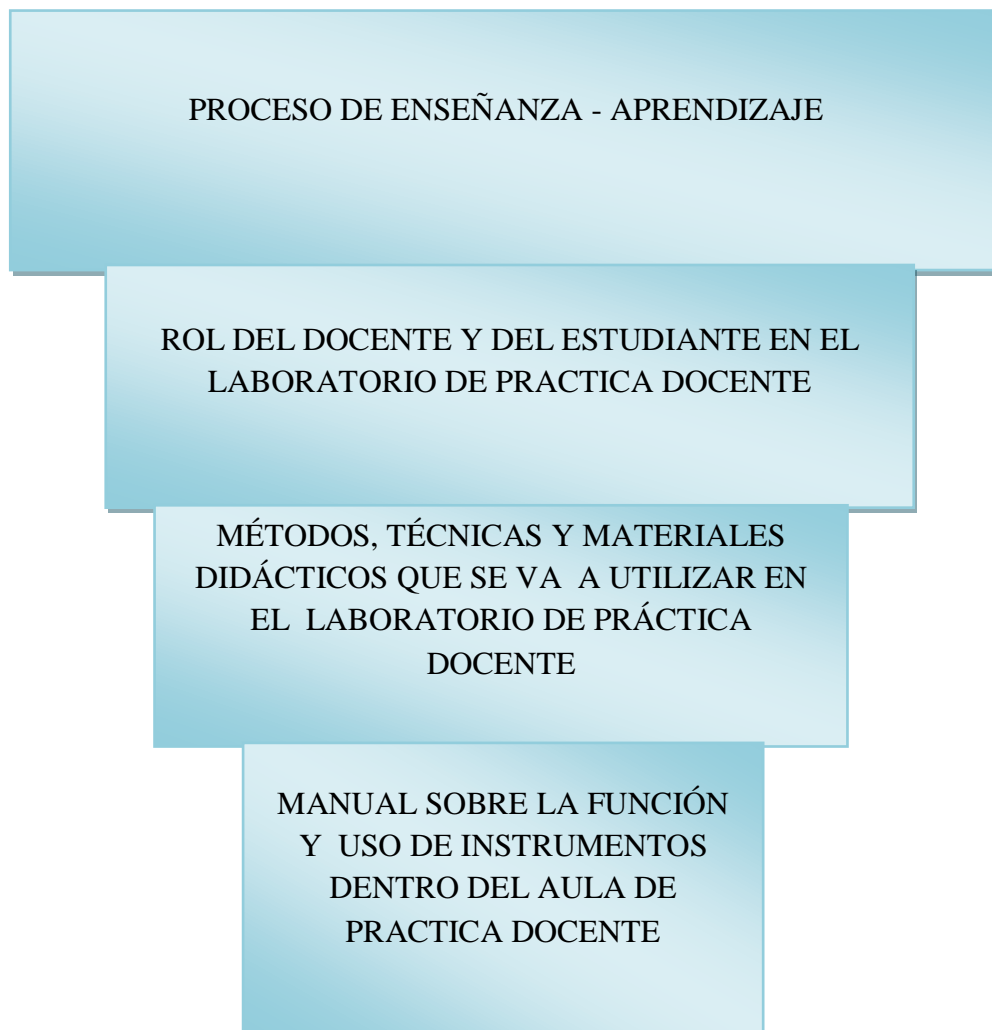 PROCESO DE ENSEÑANZA - APRENDIZAJE
ROL DEL DOCENTE Y DEL ESTUDIANTE EN EL
LABORATORIO DE PRACTICA DOCENTE
MÉTODOS, TÉCNICAS Y MATERIALES
DIDÁCTICOS QUE SE VA A UTILIZAR EN
EL LABORATORIO DE PRÁCTICA
DOCENTE
MANUAL SOBRE LA FUNCIÓN
Y USO DE INSTRUMENTOS
DENTRO DEL AULA DE
PRACTICA DOCENTE